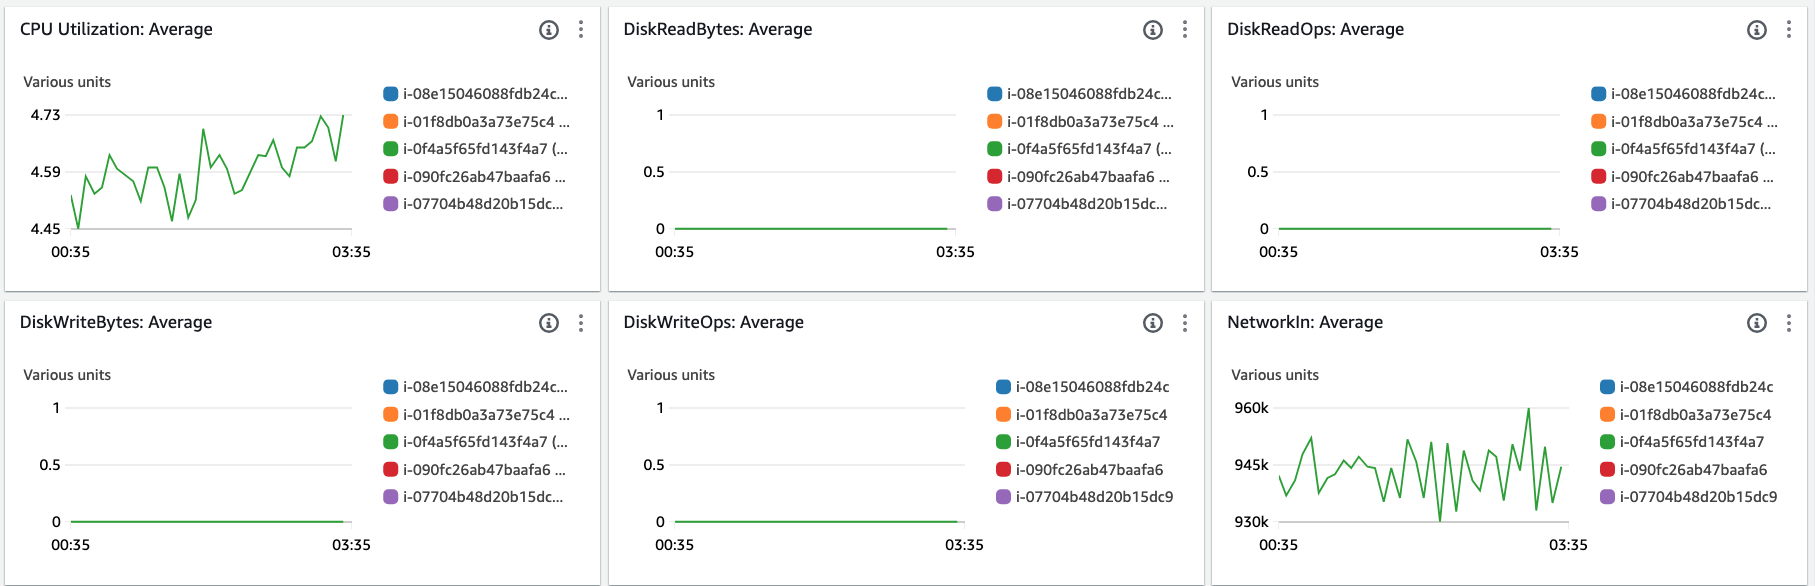 CPU Utilization: Average
Various units
4.73
4.59
4.45
00:35
03:35
i-08e15046088fdb24c...
i-01f8db0a3a73e75c4 ...
i-0f4a5f65fd143f4a7 (...
i-090fc26ab47baafa6 ...
i-07704b48d20b15dc...
DiskReadBytes: Average
Various units
1
0.5
0
00:35
03:35
i-08e15046088fdb24c...
i-01f8db0a3a73e75c4 ...
i-0f4a5f65fd143f4a7 (...
i-090fc26ab47baafa6 ...
i-07704b48d20b15dc...
DiskReadOps: Average
Various units
1
0.5
0
00:35
03:35
i-08e15046088fdb24c...
i-01f8db0a3a73e75c4 ...
i-0f4a5f65fd143f4a7 (...
i-090fc26ab47baafa6 ...
i-07704b48d20b15dc...
DiskWriteBytes: Average
Various units
1
0.5
0
00:35
03:35
i-08e15046088fdb24c...
i-01f8db0a3a73e75c4 ...
i-0f4a5f65fd143f4a7 (...
i-090fc26ab47baafa6 ...
i-07704b48d20b15dc...
DiskWriteOps: Average
Various units
1
0.5
0
00:35
03:35
i-08e15046088fdb24c
i-01f8db0a3a73e75c4
i-0f4a5f65fd143f4a7
i-090fc26ab47baafa6
i-07704b48d20b15dc9
NetworkIn: Average
Various units
960k
945k
930k
00:35
03:35
i-08e15046088fdb24c
i-01f8db0a3a73e75c4
i-0f4a5f65fd143f4a7
i-090fc26ab47baafa6
i-07704b48d20b15dc9